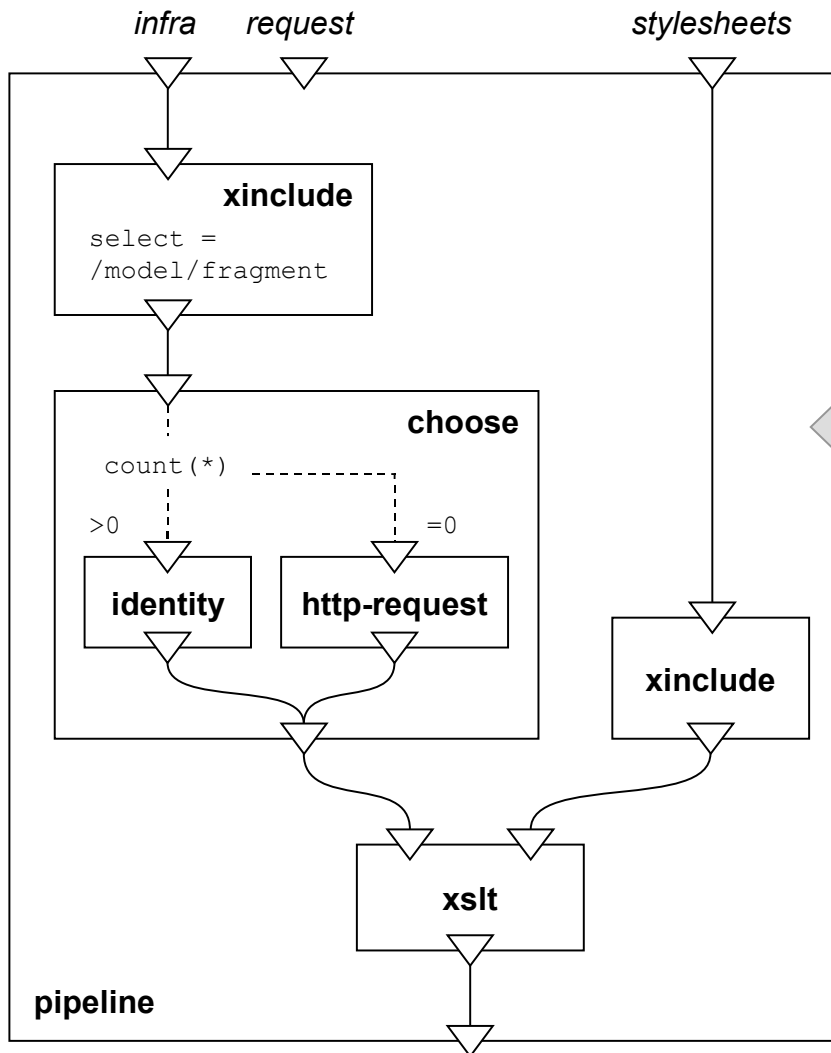 infra request stylesheets
xinclude
select =
/model/fragment
choose
count(*)
>0 =0
identity http-request
xinclude
xslt
pipeline